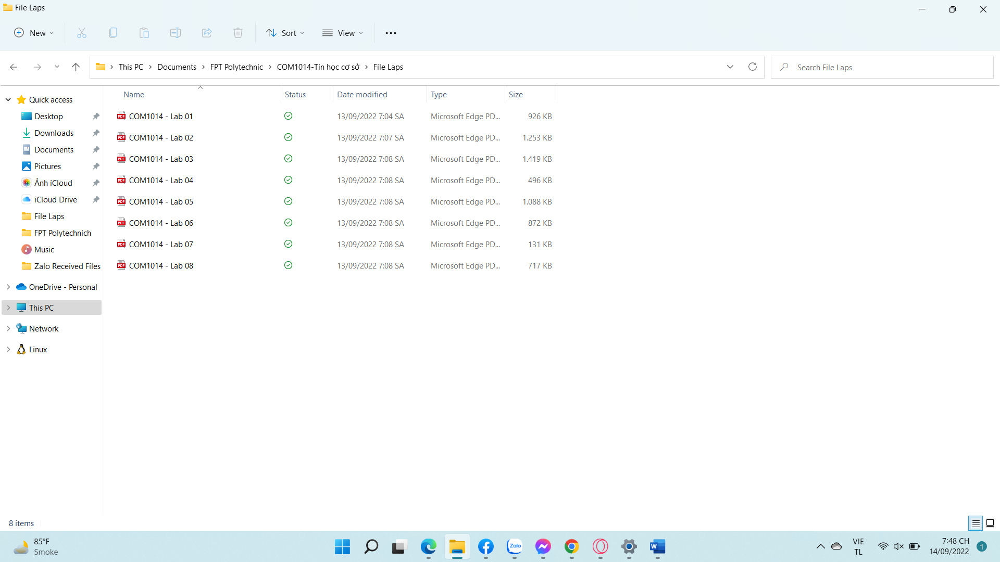 File Laps
New
Sort
View
This PC > Documents > FPT Polytechnic > COM1014-Tin học cơ sở > File Laps
Search File Laps
Name Status Date modified Type Size
Quick access
Desktop
Downloads
Documents
Pictures
Ảnh iCloud
iCloud Drive
File Laps
FPT Polytechnich
Music
Zalo Received Files
OneDrive - Personal
This PC
Network
Linux
COM1014 - Lab 01 13/09/2022 7:04 SA Microsoft Edge PD... 926 KB
COM1014 - Lab 02 13/09/2022 7:07 SA Microsoft Edge PD... 1.253 KB
COM1014 - Lab 03 13/09/2022 7:08 SA Microsoft Edge PD... 1.419 KB
COM1014 - Lab 04 13/09/2022 7:08 SA Microsoft Edge PD... 496 KB
COM1014 - Lab 05 13/09/2022 7:08 SA Microsoft Edge PD... 1.088 KB
COM1014 - Lab 06 13/09/2022 7:08 SA Microsoft Edge PD... 872 KB
COM1014 - Lab 07 13/09/2022 7:08 SA Microsoft Edge PD... 131 KB
COM1014 - Lab 08 13/09/2022 7:08 SA Microsoft Edge PD... 717 KB
8 items
85°F
Smoke
Zalo
VIE
TL
7:48 CH
14/09/2022
1